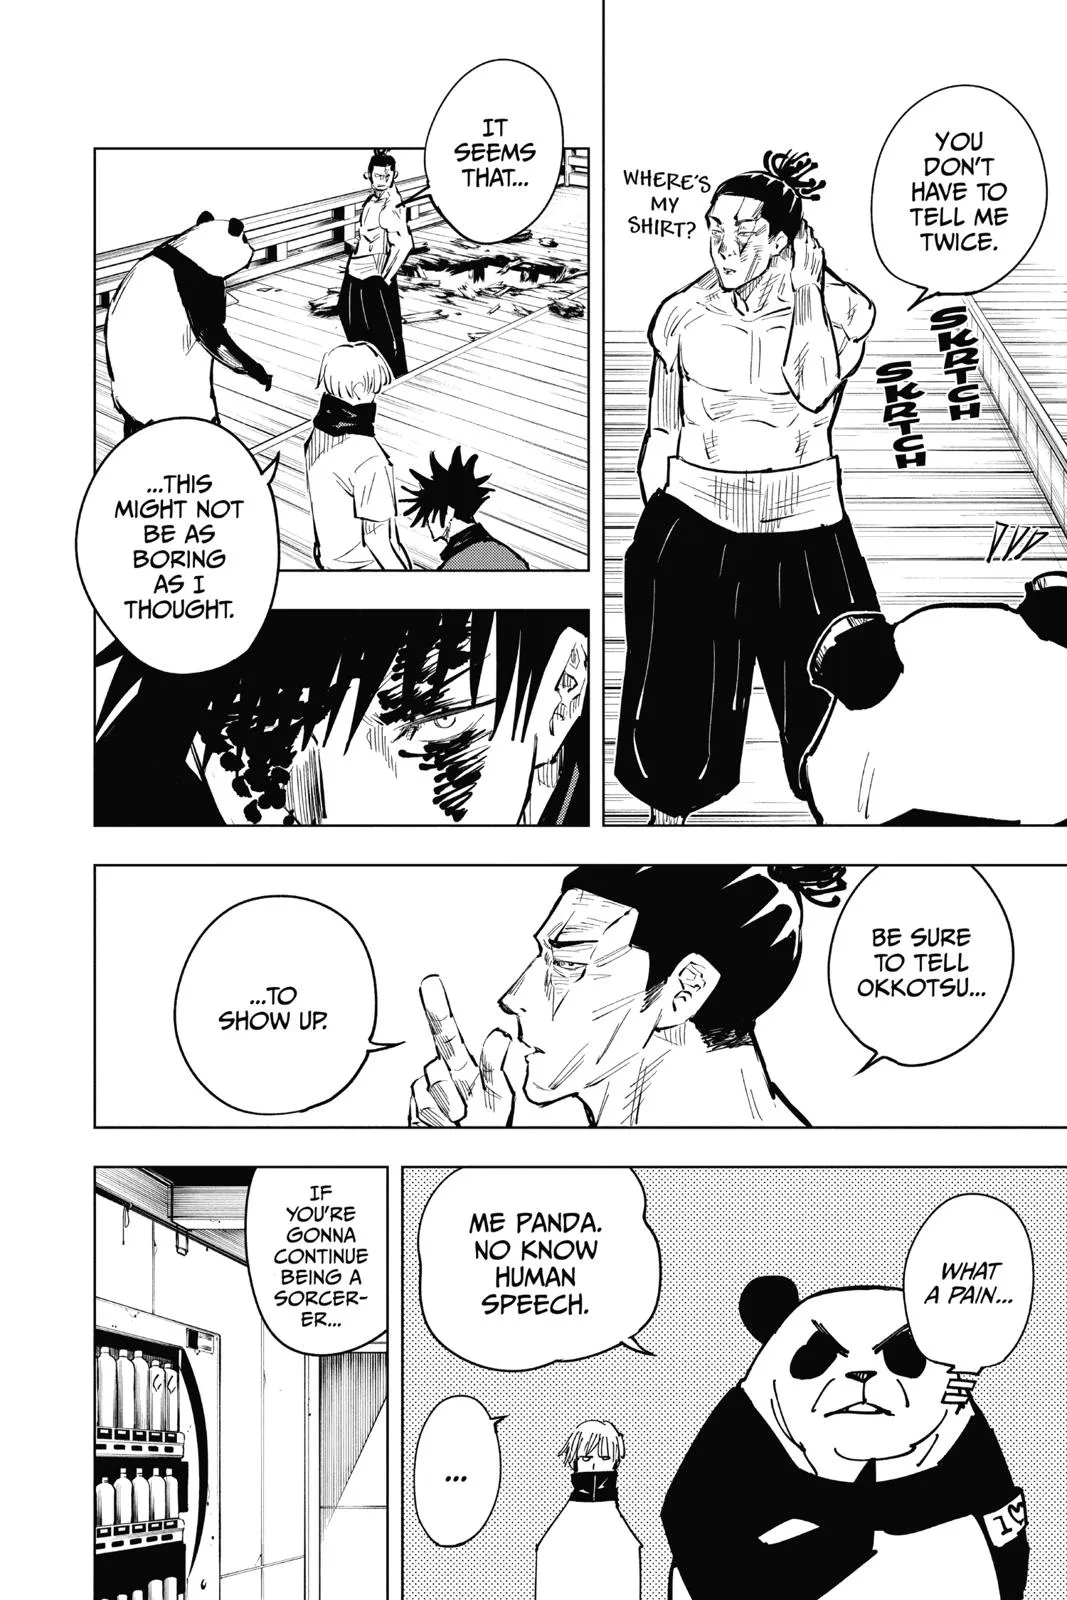 YOU
DON'T
HAVE TO
TELL ME
TWICE.
WHERE'S
MY
SHIRT?
SKRTCH
SKRTCH
IT
SEEMS
THAT...
...THIS
MIGHT NOT
BE AS
BORING
AS I
THOUGHT.
BE SURE
TO TELL
OKKOTSU...
...TO
SHOW UP.
WHAT
A PAIN...
ME PANDA.
NO KNOW
HUMAN
SPEECH.
...
I♡
IF
YOU'RE
GONNA
CONTINUE
BEING A
SORCER-
ER...